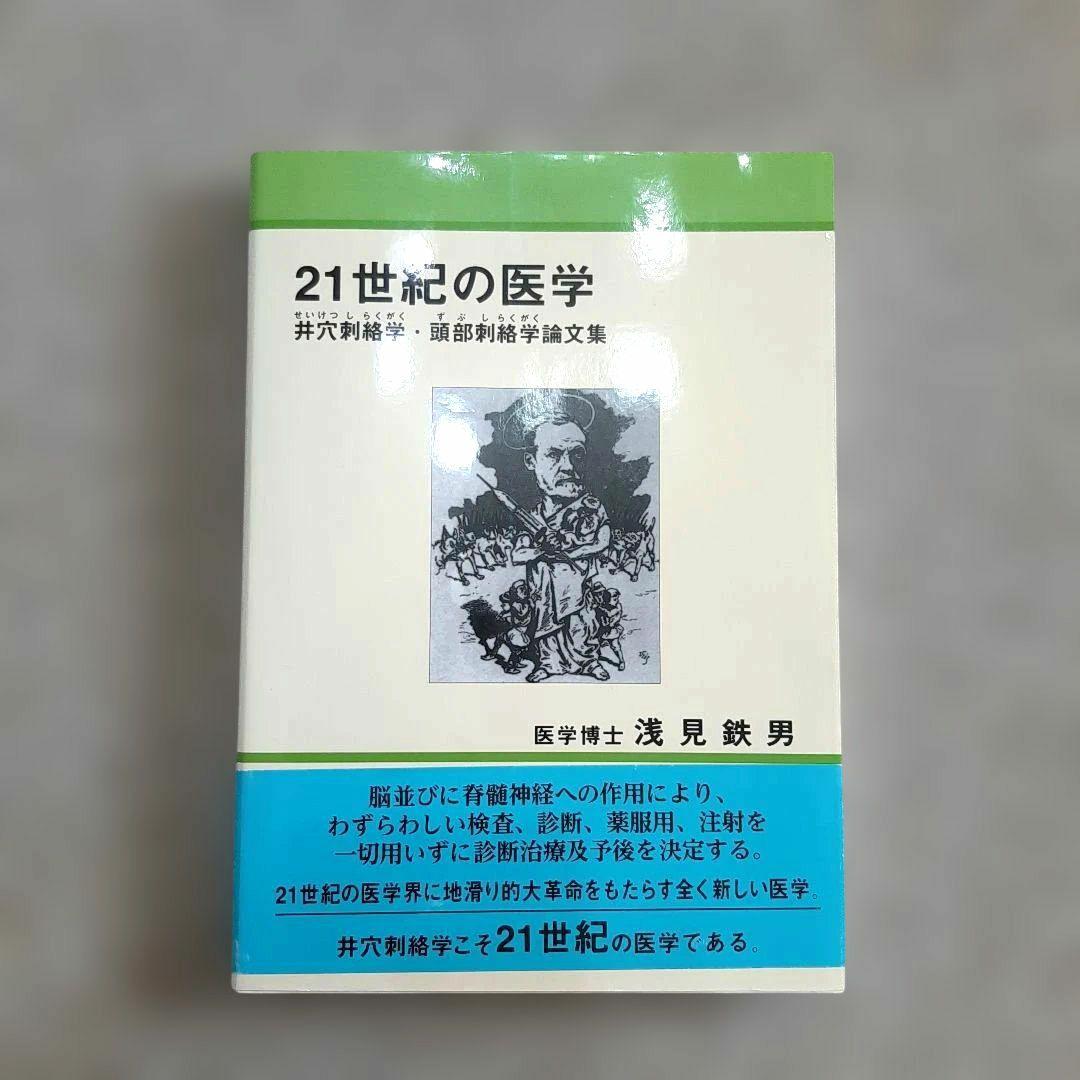 21世紀の医学
せいけつしらくがく ずぶしらくがく
井穴刺絡学・頭部刺絡学論文集
医学博士 浅見鉄男
脳並びに脊髄神経への作用により、
わずらわしい検査、診断、薬服用、注射を
一切用いずに診断治療及予後を決定する。
21世紀の医学界に地滑り的大革命をもたらす全く新しい医学。
井穴刺絡学こそ21世紀の医学である。